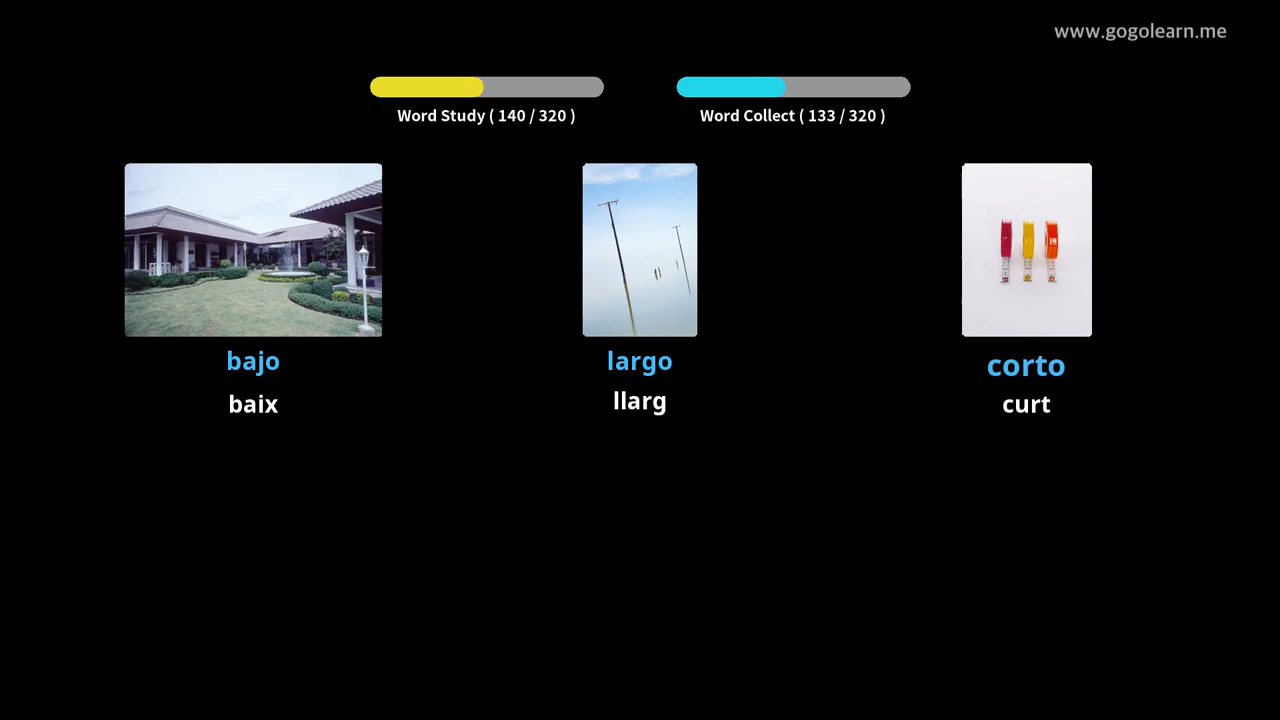 www.gogolearn.me
Word Study ( 140 / 320 )
Word Collect ( 133 / 320 )
bajo
baix
largo
llarg
corto
curt